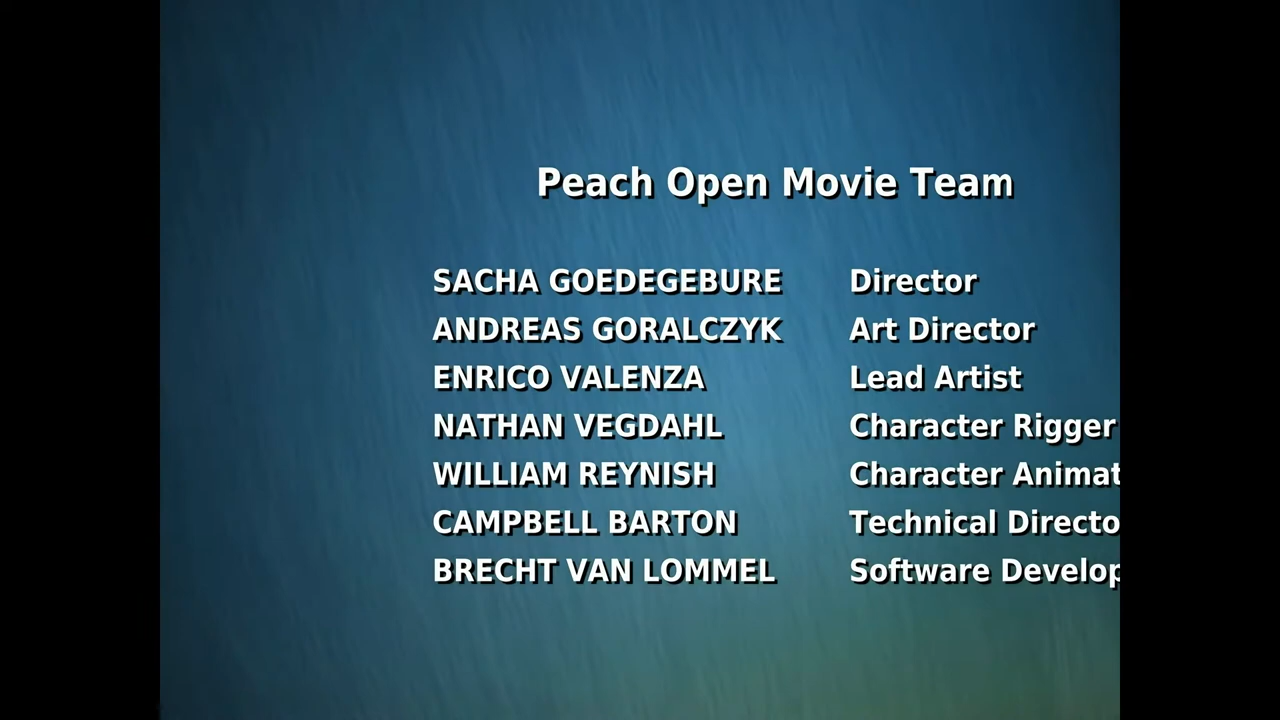 Peach Open Movie Team
SACHA GOEDEGEBURE Director
ANDREAS GORALCZYK Art Director
ENRICO VALENZA Lead Artist
NATHAN VEGDAHL Character Rigger
WILLIAM REYNISH Character Animat
CAMPBELL BARTON Technical Directo
BRECHT VAN LOMMEL Software Develop